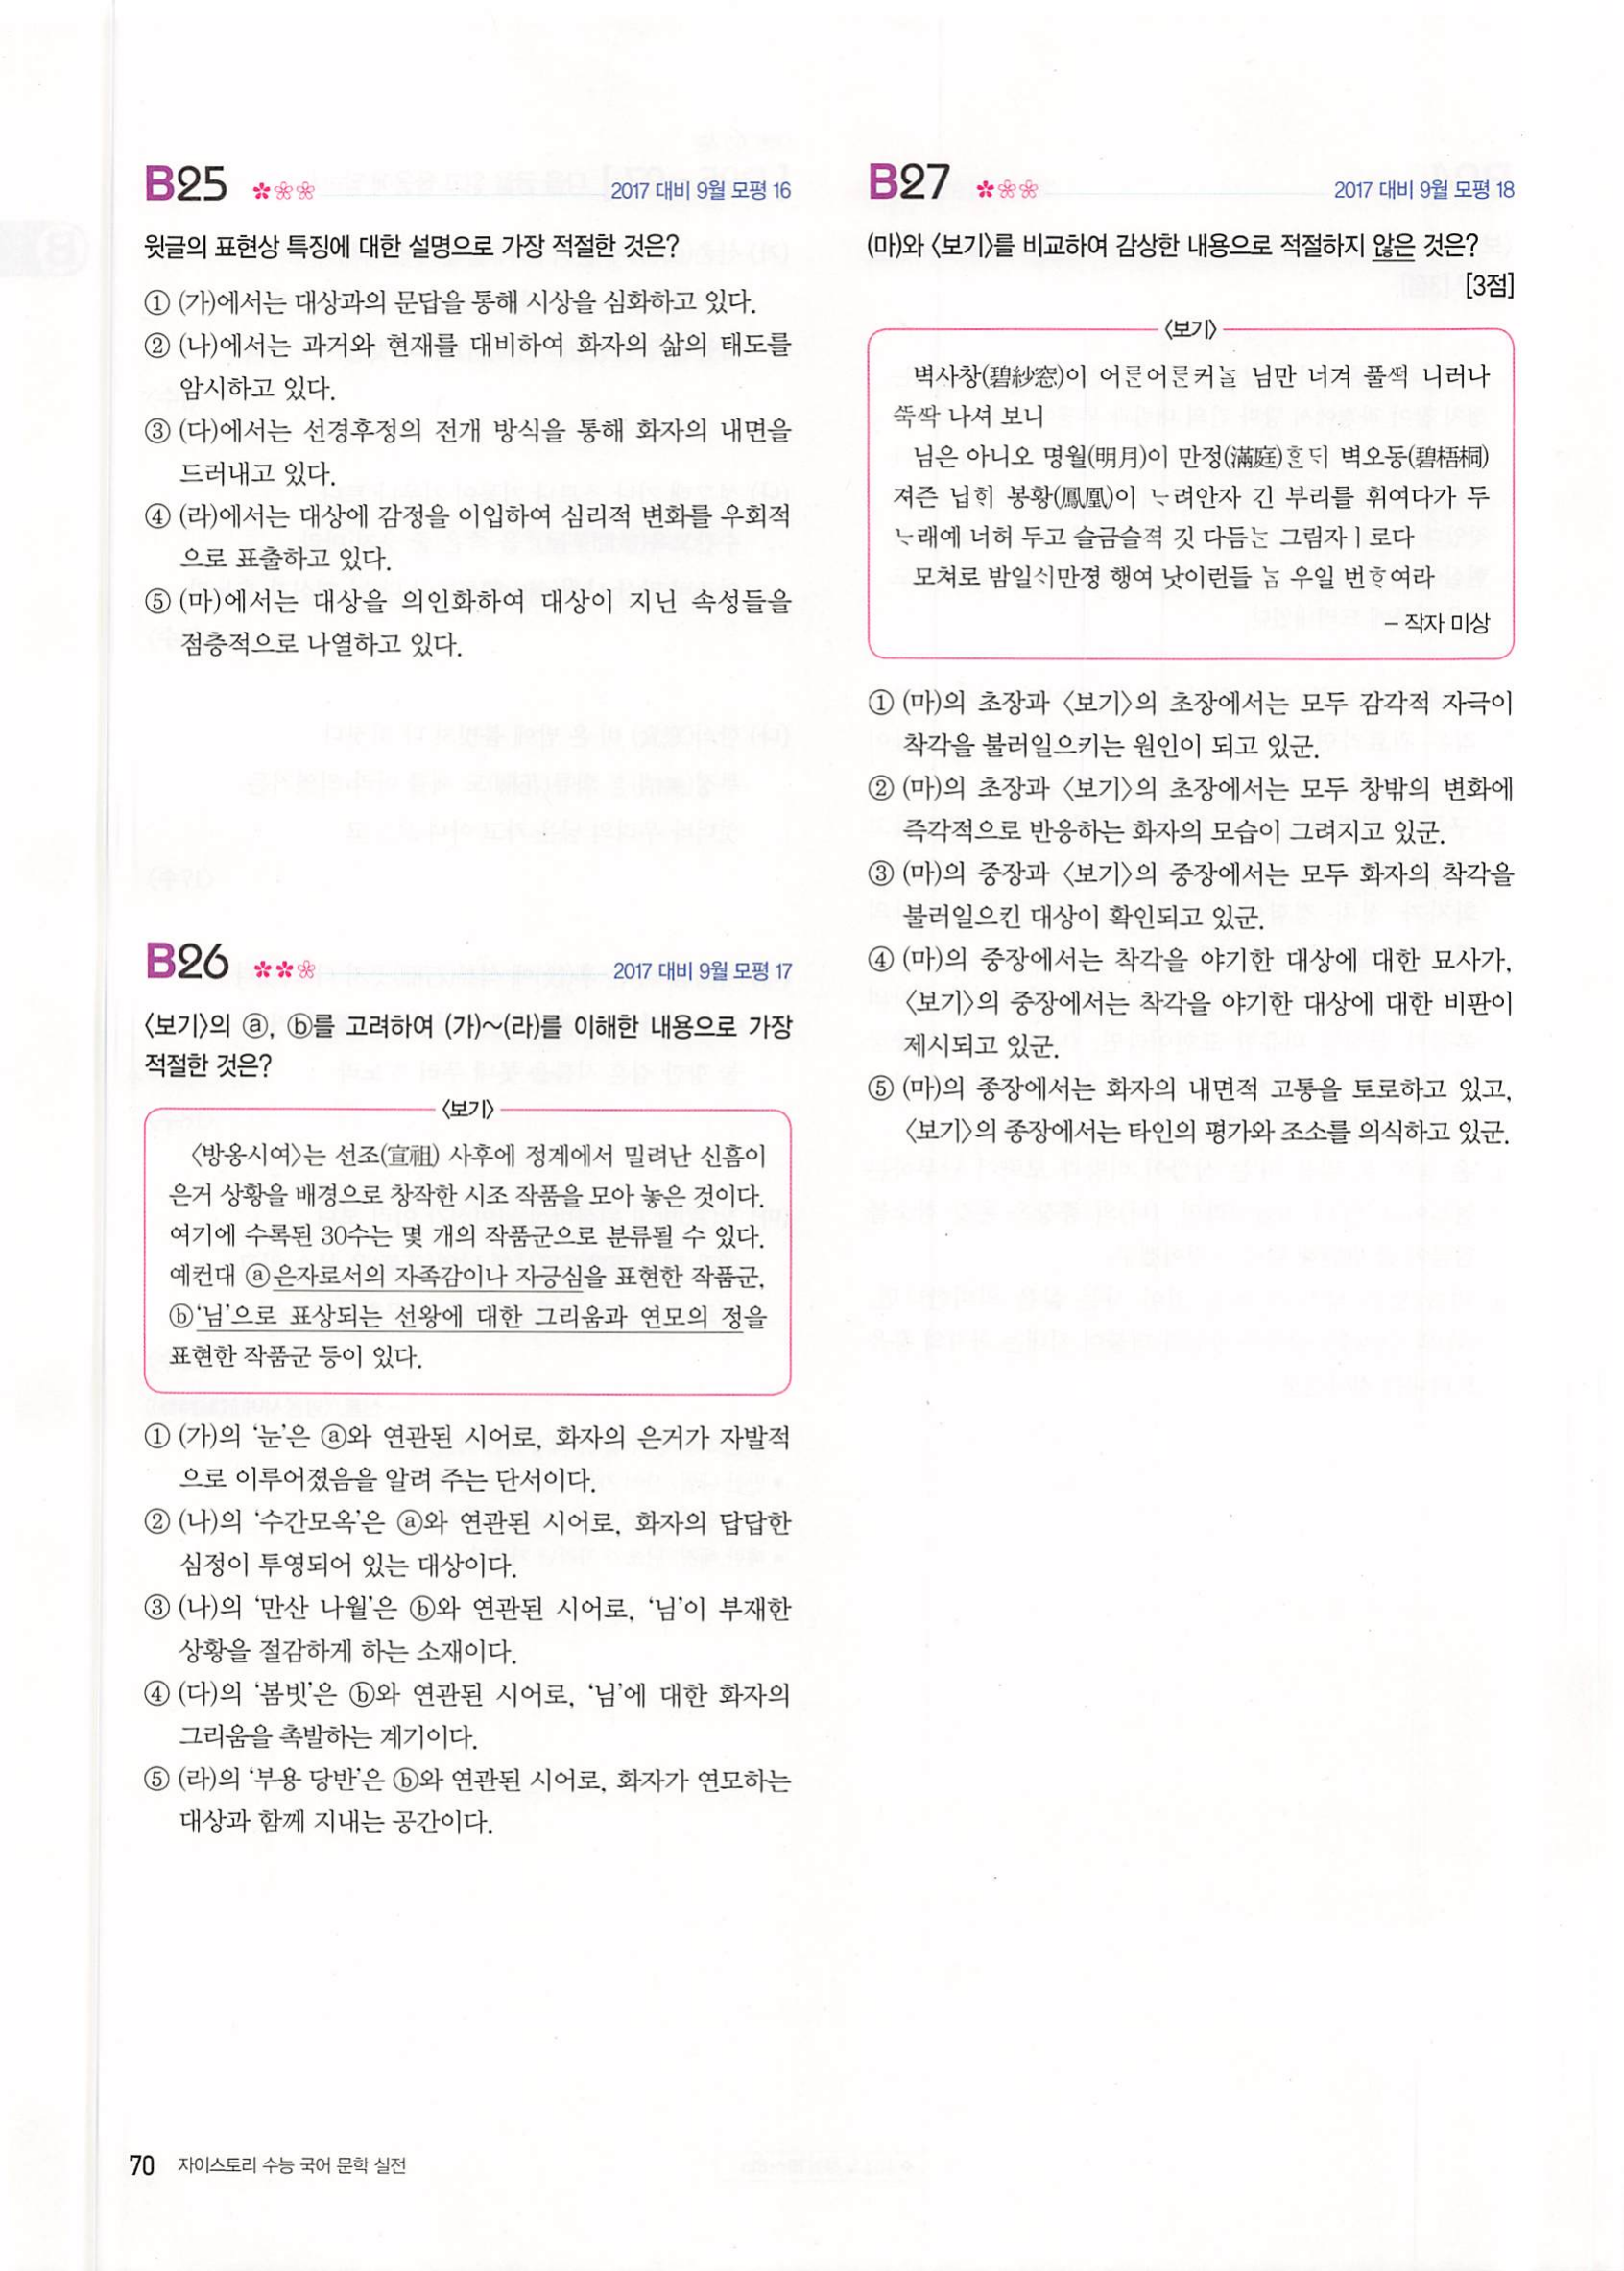 B25
2017 대비 9월 모평 16
윗글의 표현상 특징에 대한 설명으로 가장 적절한 것은?
① (가)에서는 대상과의 문답을 통해 시상을 심화하고 있다.
② (나)에서는 과거와 현재를 대비하여 화자의 삶의 태도를
암시하고 있다.
③ (다)에서는 선경후정의 전개 방식을 통해 화자의 내면을
드러내고 있다.
④ (라)에서는 대상에 감정을 이입하여 심리적 변화를 우회적
으로 표출하고 있다.
⑤ (마)에서는 대상을 의인화하여 대상이 지닌 속성들을
점층적으로 나열하고 있다.
B26
2017 대비 9월 모평 17
〈보기〉의 ⓐ, ⓑ를 고려하여 (가)~(라)를 이해한 내용으로 가장
적절한 것은?
〈보기〉
〈방옹시여〉는 선조(宣祖) 사후에 정계에서 밀려난 신흠이
은거 상황을 배경으로 창작한 시조 작품을 모아 놓은 것이다.
여기에 수록된 30수는 몇 개의 작품군으로 분류될 수 있다.
예컨대 ⓐ은자로서의 자족감이나 자긍심을 표현한 작품군,
ⓑ‘님’으로 표상되는 선왕에 대한 그리움과 연모의 정을
표현한 작품군 등이 있다.
① (가)의 ‘눈’은 ⓐ와 연관된 시어로, 화자의 은거가 자발적
으로 이루어졌음을 알려 주는 단서이다.
② (나)의 ‘수간모옥’은 ⓐ와 연관된 시어로, 화자의 답답한
심정이 투영되어 있는 대상이다.
③ (나)의 ‘만산 나월’은 ⓑ와 연관된 시어로, ‘님’이 부재한
상황을 절감하게 하는 소재이다.
④ (다)의 ‘봄빗’은 ⓑ와 연관된 시어로, ‘님’에 대한 화자의
그리움을 촉발하는 계기이다.
⑤ (라)의 ‘부용 당반’은 ⓑ와 연관된 시어로, 화자가 연모하는
대상과 함께 지내는 공간이다.
B27
2017 대비 9월 모평 18
(마)와 〈보기〉를 비교하여 감상한 내용으로 적절하지 않은 것은?
[3점]
〈보기〉
벽사창(碧紗窓)이 어른어른커늘 님만 너겨 풀떡 니러나
뚝딱 나셔 보니
님은 아니오 명월(明月)이 만정(滿庭)ᄒᆞᆫ듸 벽오동(碧梧桐)
져즌 닙헤 봉황(鳳凰)이 ᄂᆞ려안자 긴 부리를 휘여다가 두
ᄂᆞ래예 너허 두고 슬금슬젹 깃 다듬ᄂᆞᆫ 그림자ㅣ로다
모쳐로 밤일싀만졍 행여 낫이런들 ᄂᆞᆷ 우일 번ᄒᆞ여라
– 작자 미상
① (마)의 초장과 〈보기〉의 초장에서는 모두 감각적 자극이
착각을 불러일으키는 원인이 되고 있군.
② (마)의 초장과 〈보기〉의 초장에서는 모두 창밖의 변화에
즉각적으로 반응하는 화자의 모습이 그려지고 있군.
③ (마)의 중장과 〈보기〉의 중장에서는 모두 화자의 착각을
불러일으킨 대상이 확인되고 있군.
④ (마)의 중장에서는 착각을 야기한 대상에 대한 묘사가,
〈보기〉의 중장에서는 착각을 야기한 대상에 대한 비판이
제시되고 있군.
⑤ (마)의 종장에서는 화자의 내면적 고통을 토로하고 있고,
〈보기〉의 종장에서는 타인의 평가와 조소를 의식하고 있군.
70 자이스토리 수능 국어 문학 실전